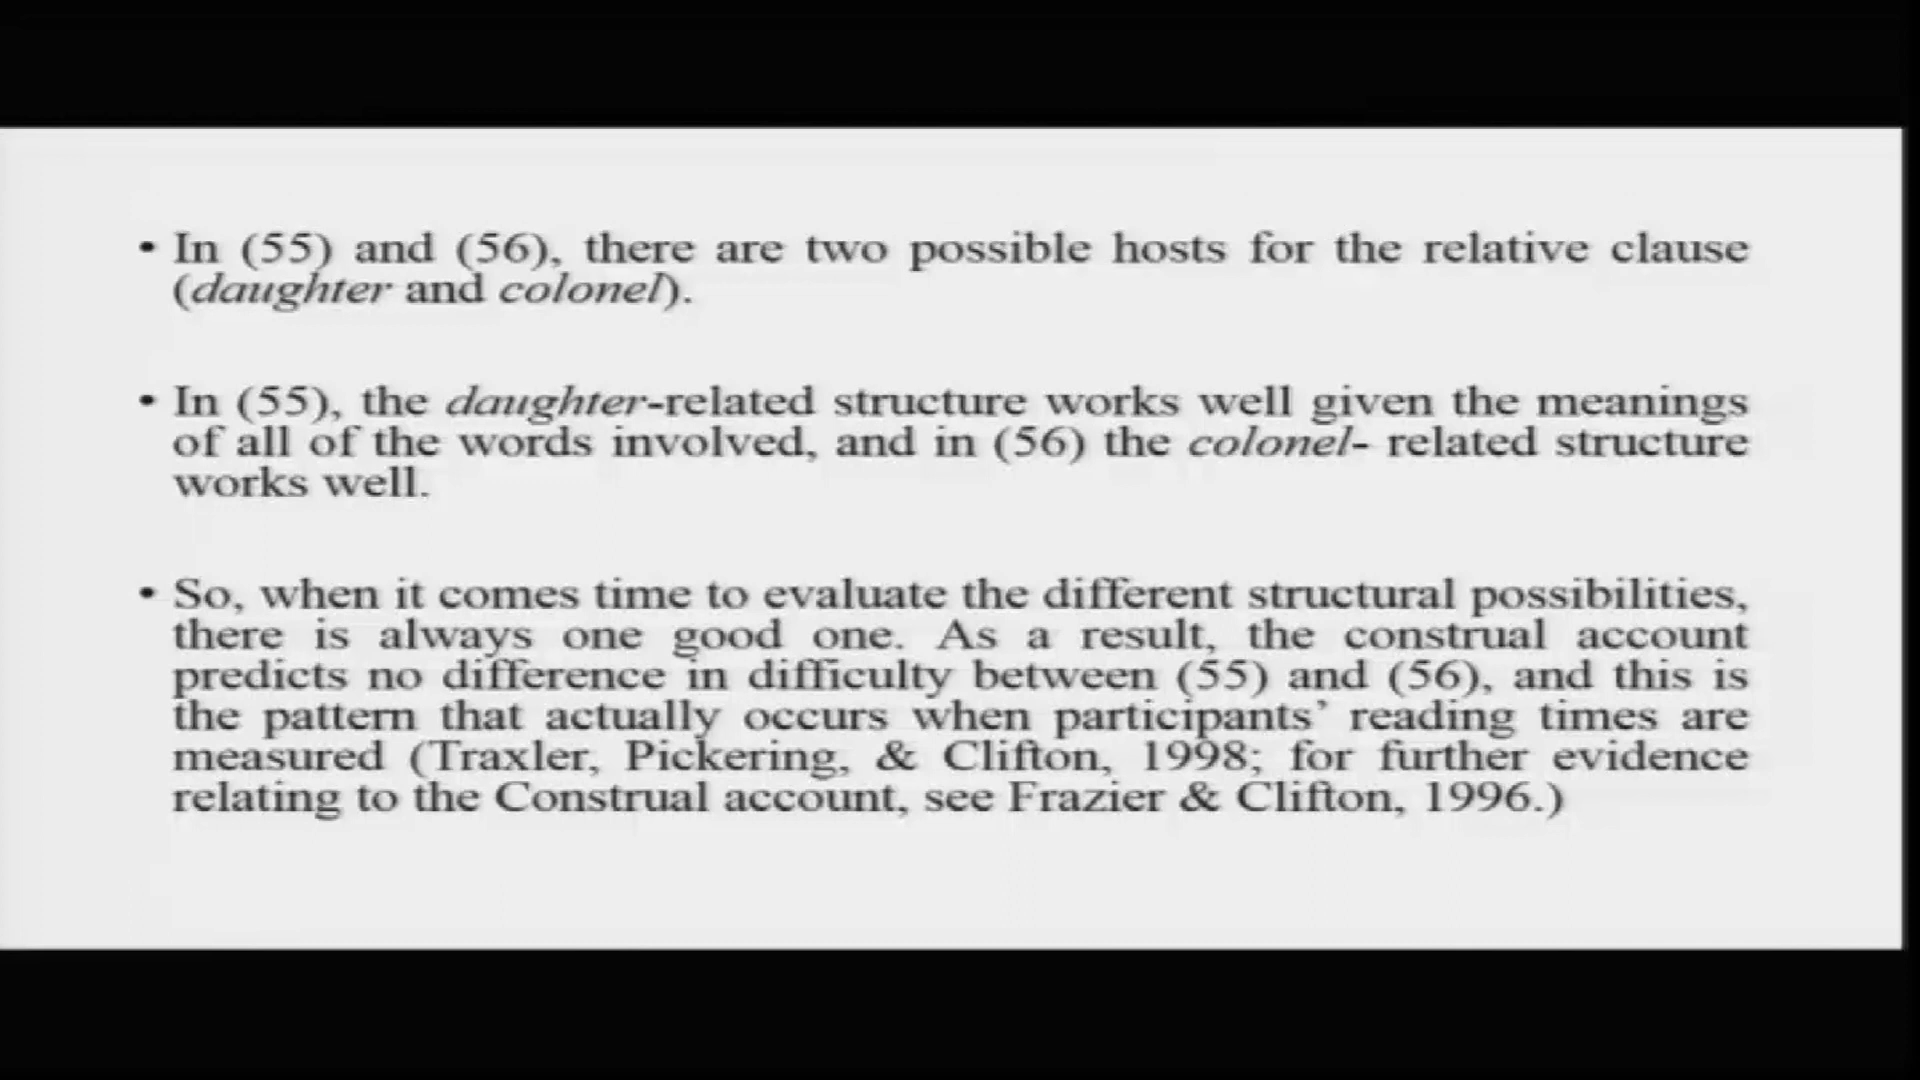 • In (55) and (56), there are two possible hosts for the relative clause
(daughter and colonel).
• In (55), the daughter-related structure works well given the meanings
of all of the words involved, and in (56) the colonel- related structure
works well.
• So, when it comes time to evaluate the different structural possibilities,
there is always one good one. As a result, the construal account
predicts no difference in difficulty between (55) and (56), and this is
the pattern that actually occurs when participants’ reading times are
measured (Traxler, Pickering, & Clifton, 1998; for further evidence
relating to the Construal account, see Frazier & Clifton, 1996.)